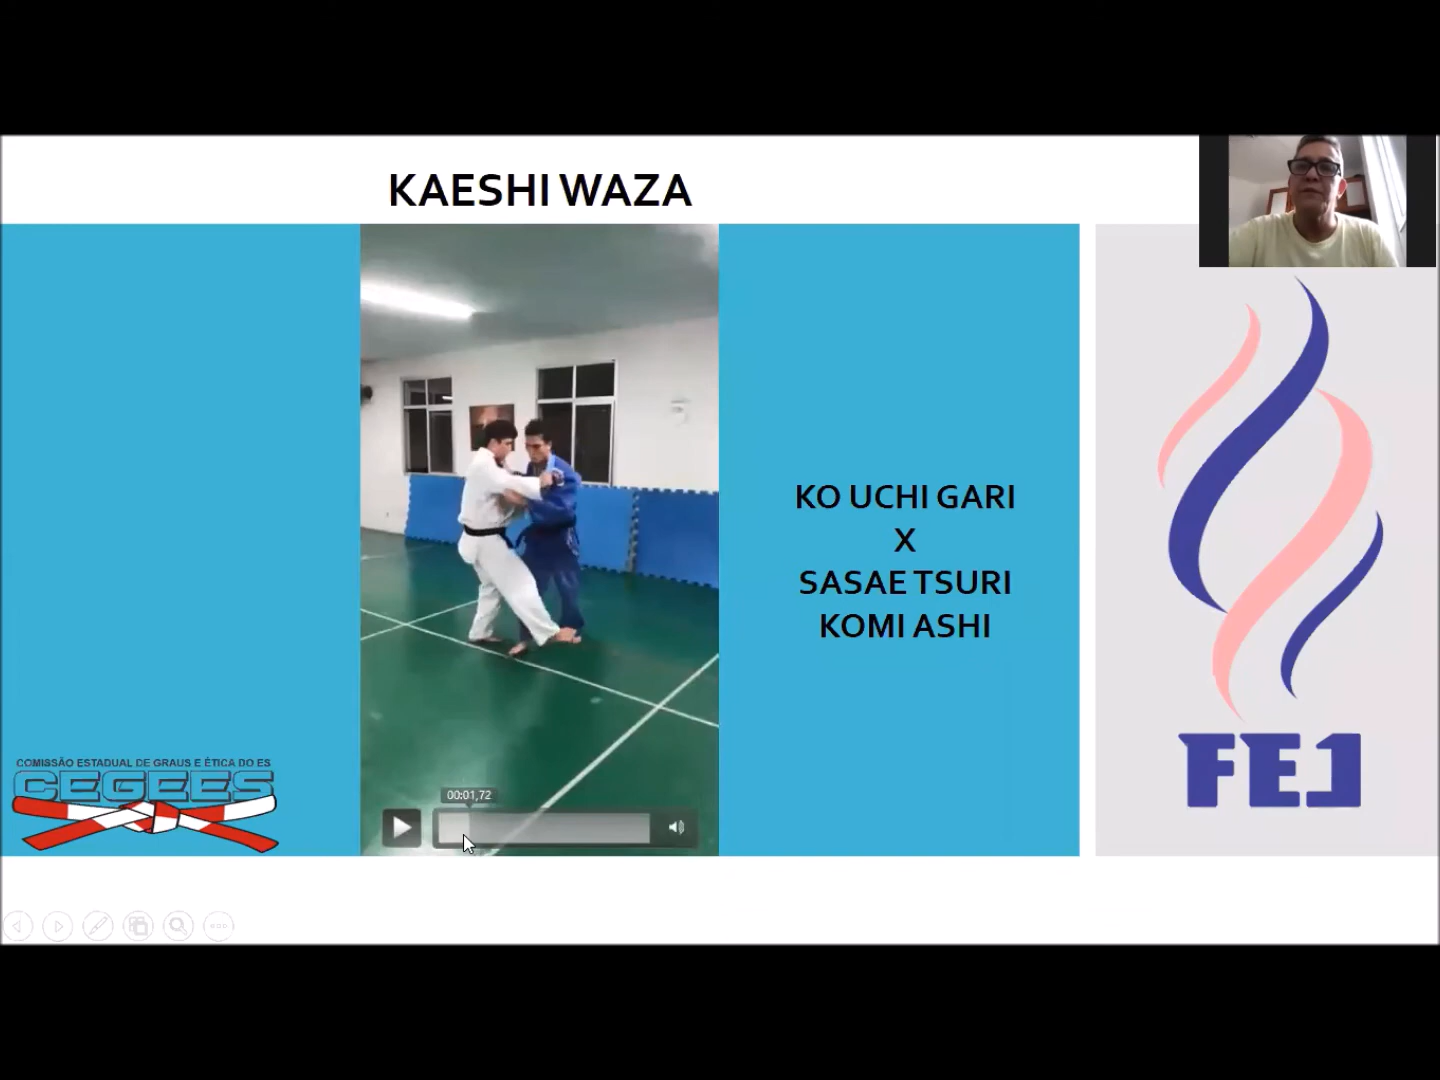 KAESHI WAZA
KO UCHI GARI
X
SASAE TSURI
KOMI ASHI
COMISSÃO ESTADUAL DE GRAUS E ÉTICA DO ES
CEGEES
00:01,72
FEJ